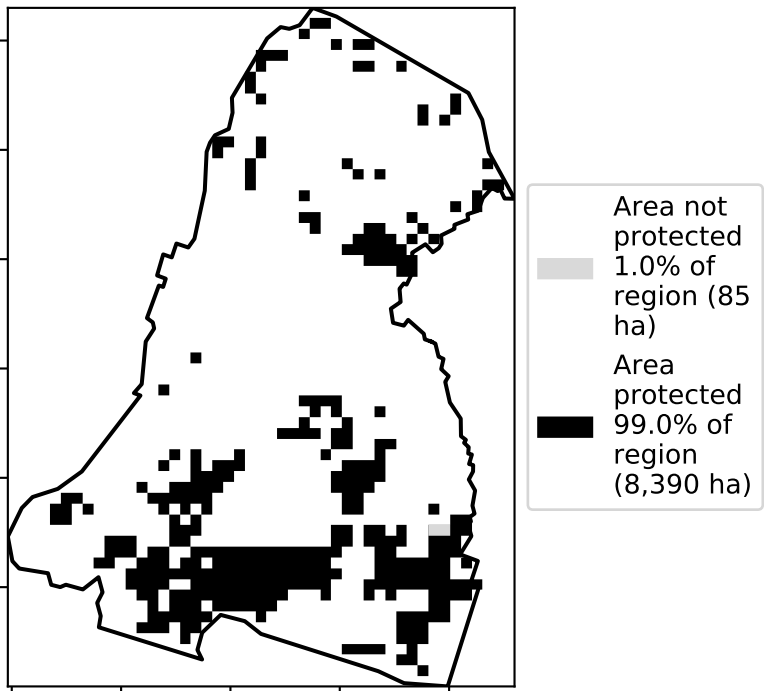 Area not
protected
1.0% of
region (85
ha)
Area
protected
99.0% of
region
(8,390 ha)